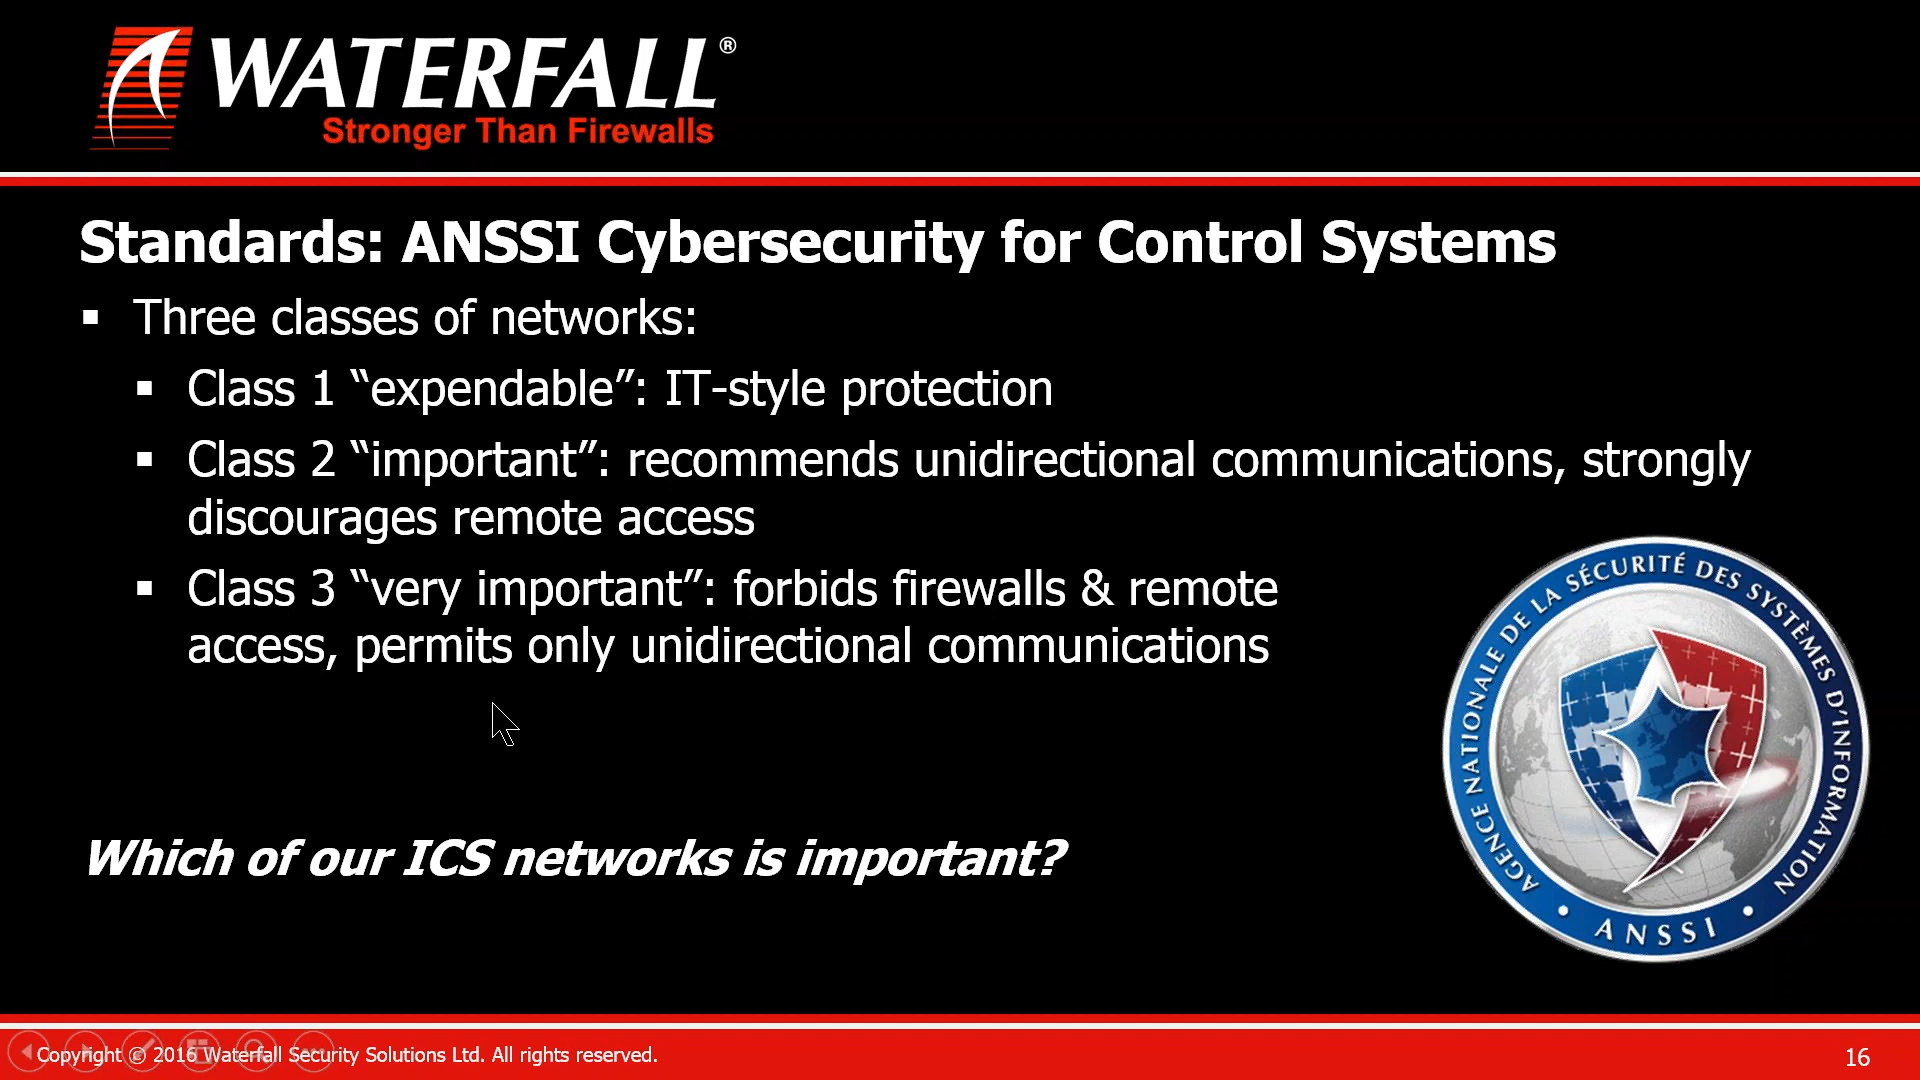 WATERFALL®
Stronger Than Firewalls
Standards: ANSSI Cybersecurity for Control Systems
▪ Three classes of networks:
▪ Class 1 “expendable”: IT-style protection
▪ Class 2 “important”: recommends unidirectional communications, strongly
discourages remote access
▪ Class 3 “very important”: forbids firewalls & remote
access, permits only unidirectional communications
AGENCE NATIONALE DE LA SÉCURITÉ DES SYSTÈMES D'INFORMATION
• ANSSI •
Which of our ICS networks is important?
Copyright © 2016 Waterfall Security Solutions Ltd. All rights reserved.
16